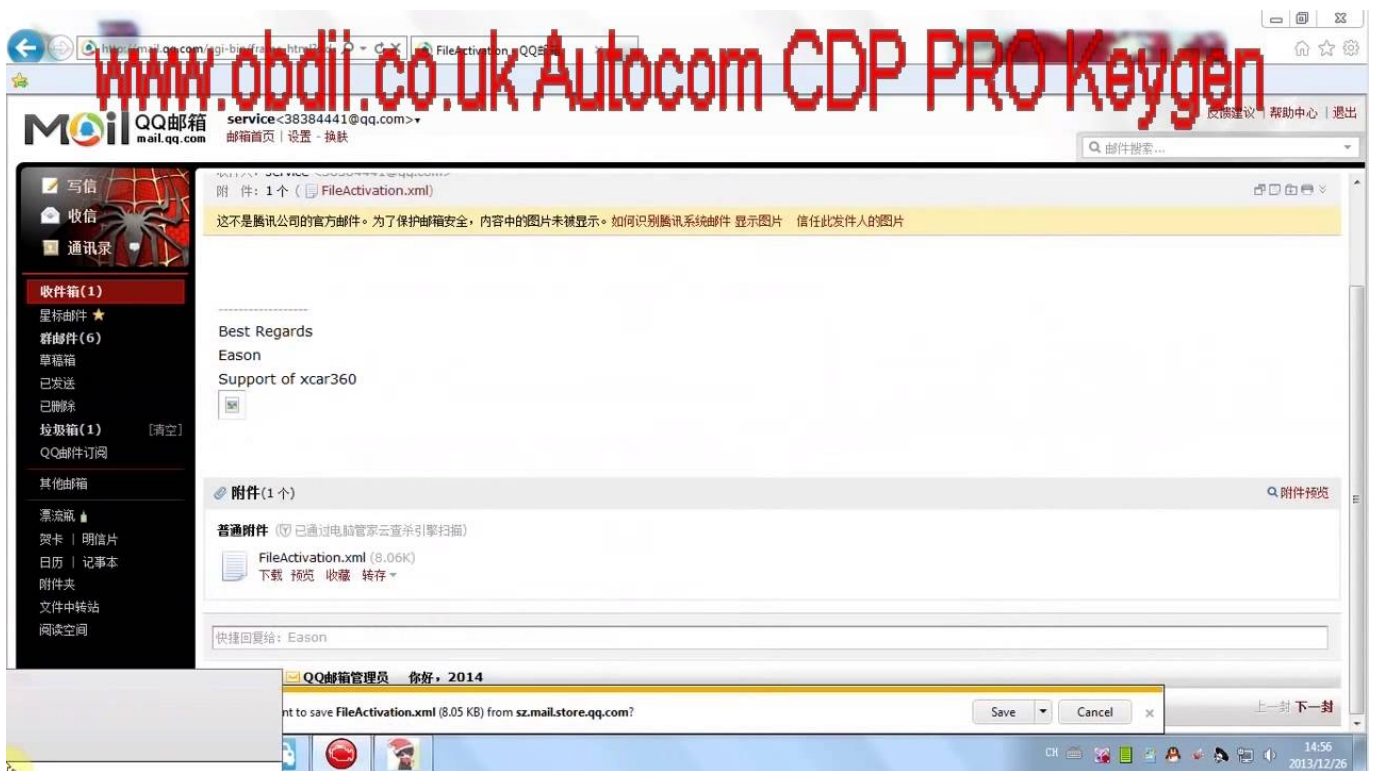 www.obdii.co.uk Autocom CDP PRO Keygen
FileActivation - QQ邮箱
反馈建议 | 帮助中心 | 退出
Mail QQ邮箱
mail.qq.com
service<38384441@qq.com>
邮箱首页 | 设置 - 换肤
邮件搜索...
写信
收信
通讯录
收件箱(1)
星标邮件
群邮件(6)
草稿箱
已发送
已删除
垃圾箱(1) [清空]
QQ邮件订阅
其他邮箱
漂流瓶
贺卡 | 明信片
日历 | 记事本
附件夹
文件中转站
阅读空间
附 件: 1个 ( FileActivation.xml)
这不是腾讯公司的官方邮件。为了保护邮箱安全,内容中的图片未被显示。如何识别腾讯系统邮件 显示图片 信任此发件人的图片
------------------
Best Regards
Eason
Support of xcar360
附件(1个)
附件预览
普通附件 (已通过电脑管家云查杀引擎扫描)
FileActivation.xml (8.06K)
下载 预览 收藏 转存
快捷回复给: Eason
QQ邮箱管理员 你好,2014
nt to save FileActivation.xml (8.05 KB) from sz.mail.store.qq.com?
Save
Cancel
上一封 下一封
CH
14:56
2013/12/26